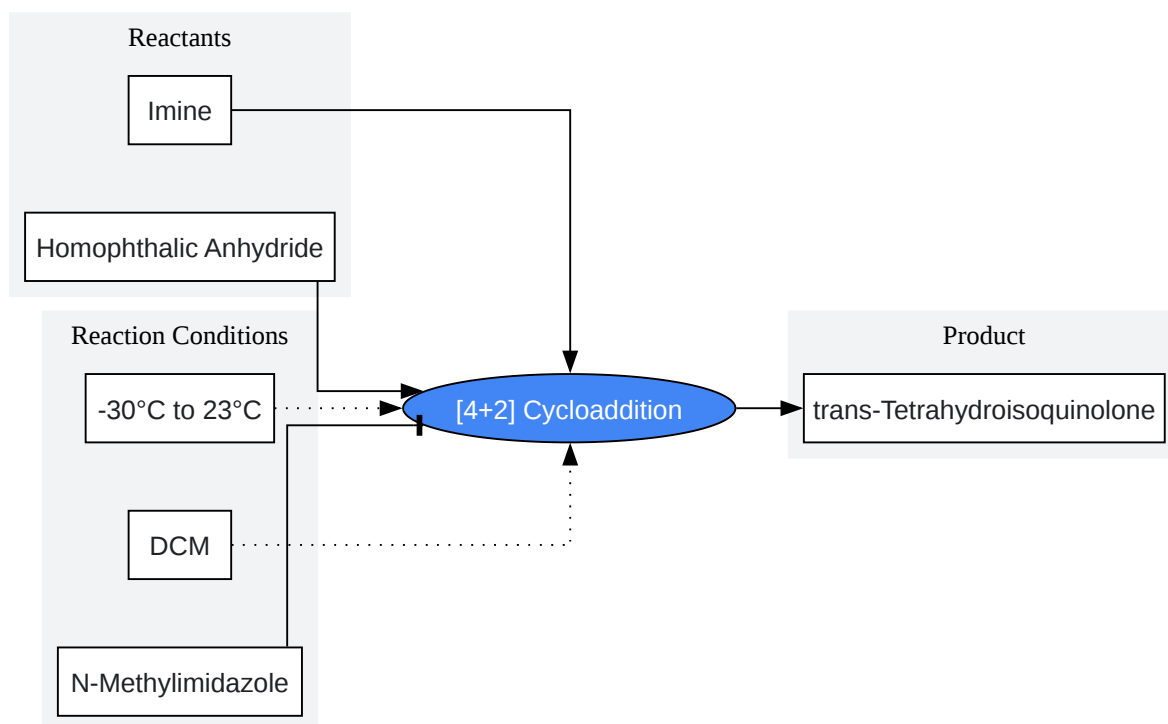 Reactants
Imine
Homophthalic Anhydride
Reaction Conditions
-30°C to 23°C
DCM
N-Methylimidazole
[4+2] Cycloaddition
Product
trans-Tetrahydroisoquinolone